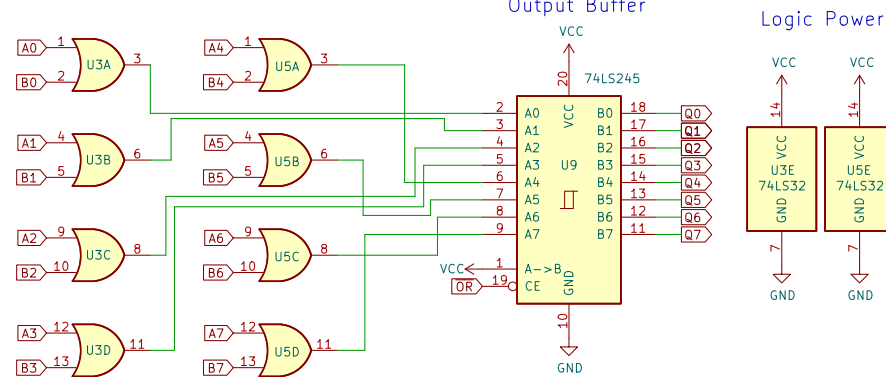 Output Buffer
Logic Power
A0 1 U3A 3
B0 2
A4 4 U5A 3
B4 2
A1 4 U3B 6
B1 5
A5 4 U5B 6
B5 5
A2 9 U3C 8
B2 10
A6 9 U5C 8
B6 10
A3 12 U3D 11
B3 13
A7 12 U5D 11
B7 13
VCC
20
74LS245
VCC
2 A0 B0 18 Q0
3 A1 B1 17 Q1
4 A2 B2 16 Q2
5 A3 U9 B3 15 Q3
6 A4 B4 14 Q4
7 A5 B5 13 Q5
8 A6 B6 12 Q6
9 A7 B7 11 Q7
VCC 1 A->B
OR 19 CE
GND
10
GND
VCC VCC
14 14
VCC VCC
U3E U5E
74LS32 74LS32
GND GND
7 7
GND GND